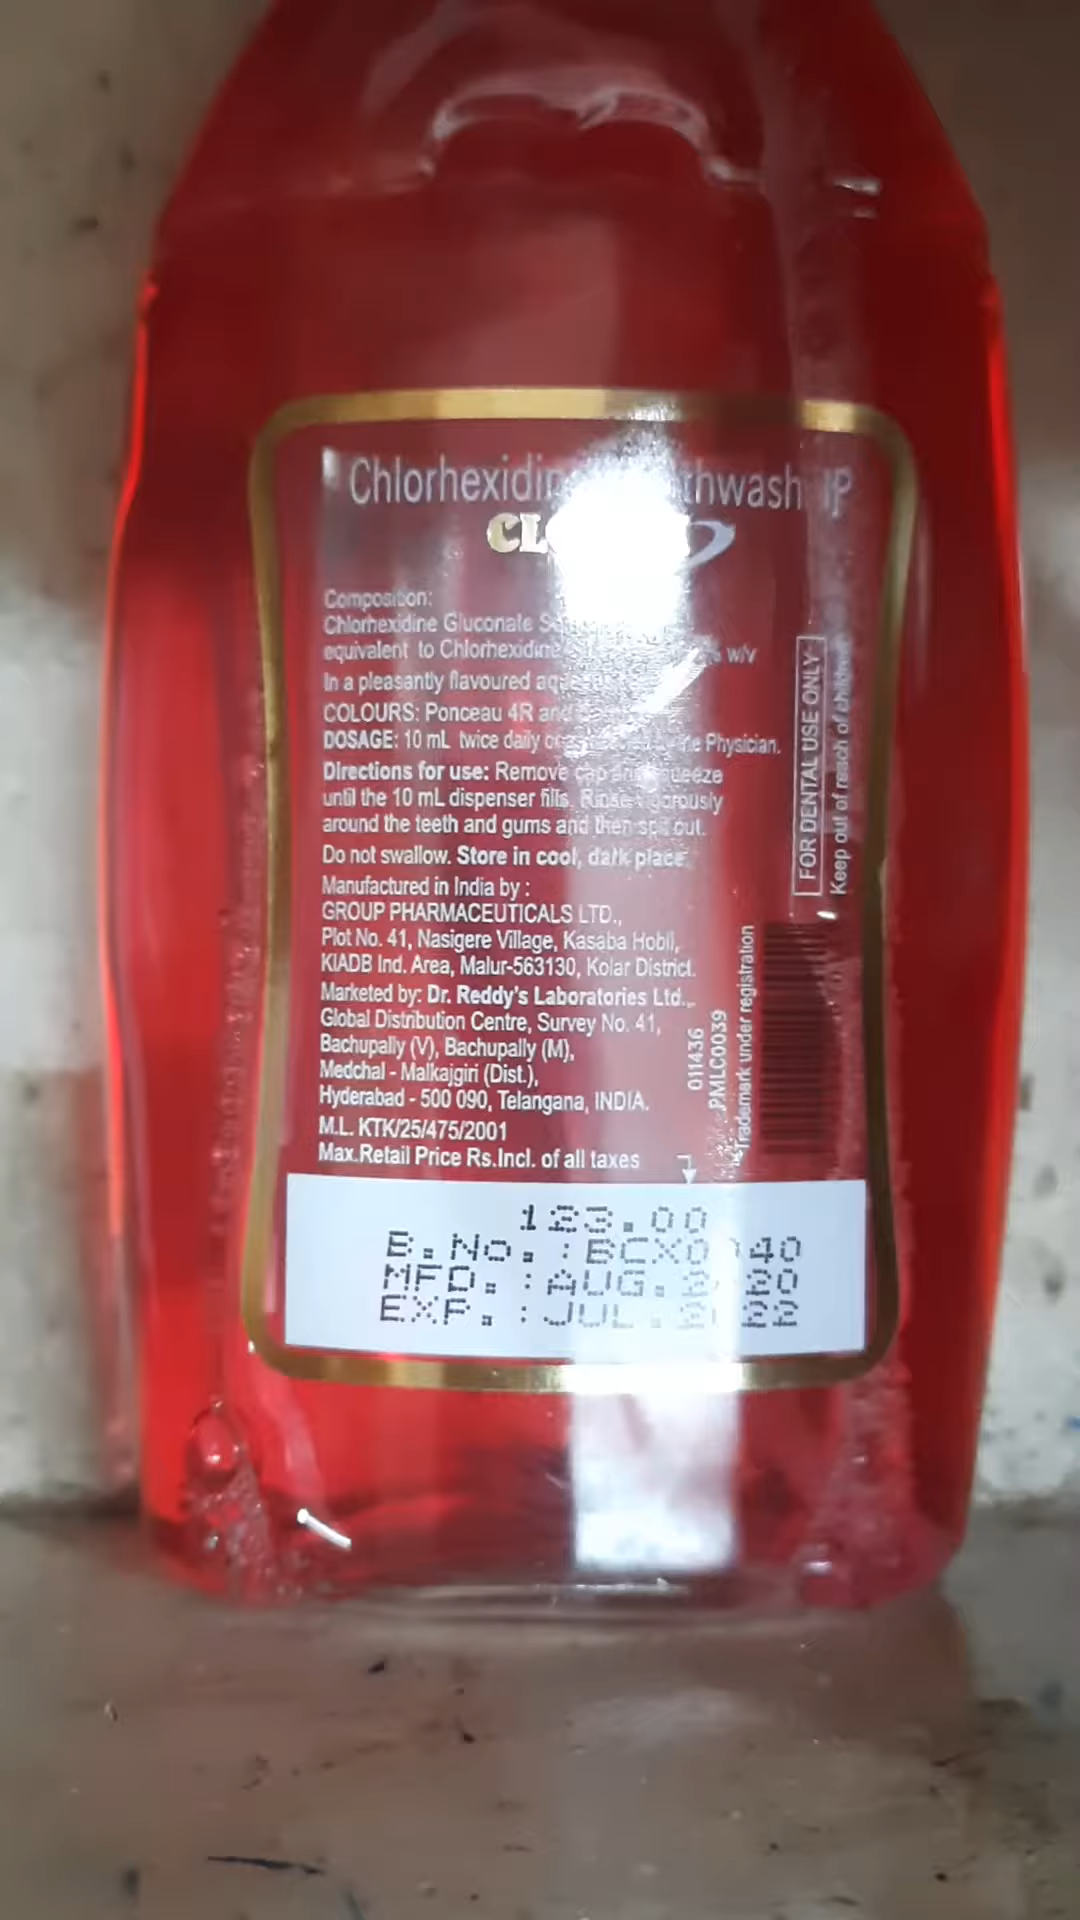 Chlorhexidin thwash IP
CL
Composition:
Chlorhexidine Gluconate
equivalent to Chlorhexidine % w/v
In a pleasantly flavoured
COLOURS: Ponceau 4R and
DOSAGE: 10 mL twice daily Physician.
Directions for use: Remove cap and squeeze
until the 10 mL dispenser fills. Rinse vigorously
around the teeth and gums and then spit out.
Do not swallow. Store in cool, dark place.
Manufactured in India by :
GROUP PHARMACEUTICALS LTD.,
Plot No. 41, Nasigere Village, Kasaba Hobli,
KIADB Ind. Area, Malur-563130, Kolar District.
Marketed by: Dr. Reddy's Laboratories Ltd.,
Global Distribution Centre, Survey No. 41,
Bachupally (V), Bachupally (M),
Medchal - Malkajgiri (Dist.),
Hyderabad - 500 090, Telangana, INDIA.
M.L. KTK/25/475/2001
Max.Retail Price Rs.Incl. of all taxes
123.00
B.No. :
MFD. : AUG.
EXP. : JUL.
011436
PMLC0039
Trademark under registration
FOR DENTAL USE ONLY
Keep out of reach of children